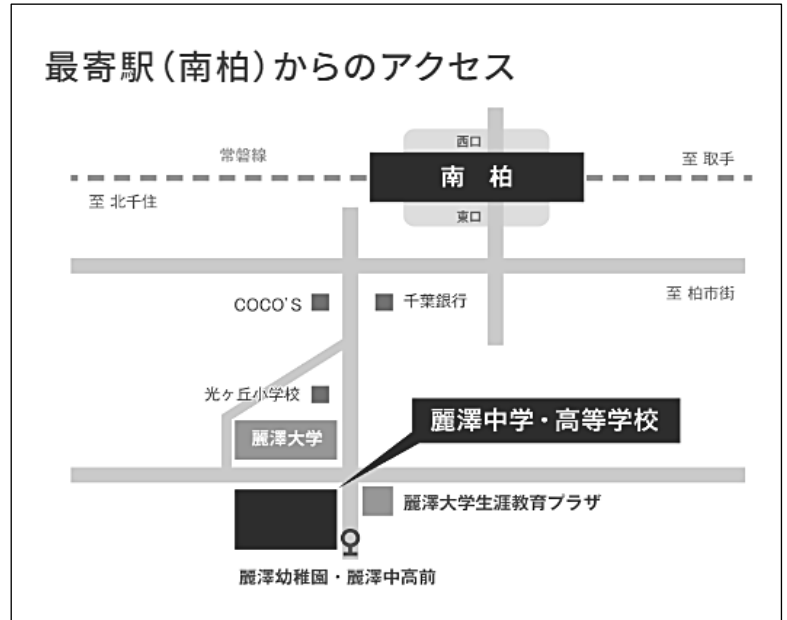 最寄駅（南柏）からのアクセス
西口
常磐線
至 取手
南 柏
至 北千住
東口
至 柏市街
COCO'S
千葉銀行
光ヶ丘小学校
麗澤中学・高等学校
麗澤大学
麗澤大学生涯教育プラザ
麗澤幼稚園・麗澤中高前